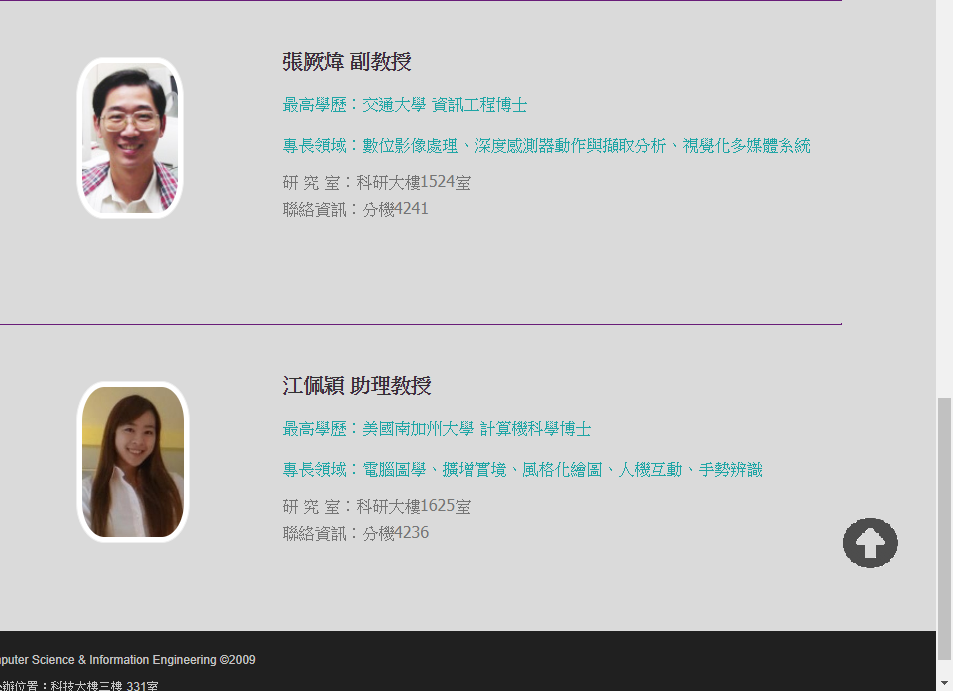 張厥煒 副教授
最高學歷：交通大學 資訊工程博士
專長領域：數位影像處理、深度感測器動作與擷取分析、視覺化多媒體系統
研 究 室：科研大樓1524室
聯絡資訊：分機4241
江佩穎 助理教授
最高學歷：美國南加州大學 計算機科學博士
專長領域：電腦圖學、擴增實境、風格化繪圖、人機互動、手勢辨識
研 究 室：科研大樓1625室
聯絡資訊：分機4236
puter Science & Information Engineering ©2009
辦位置：科技大樓三樓 331室